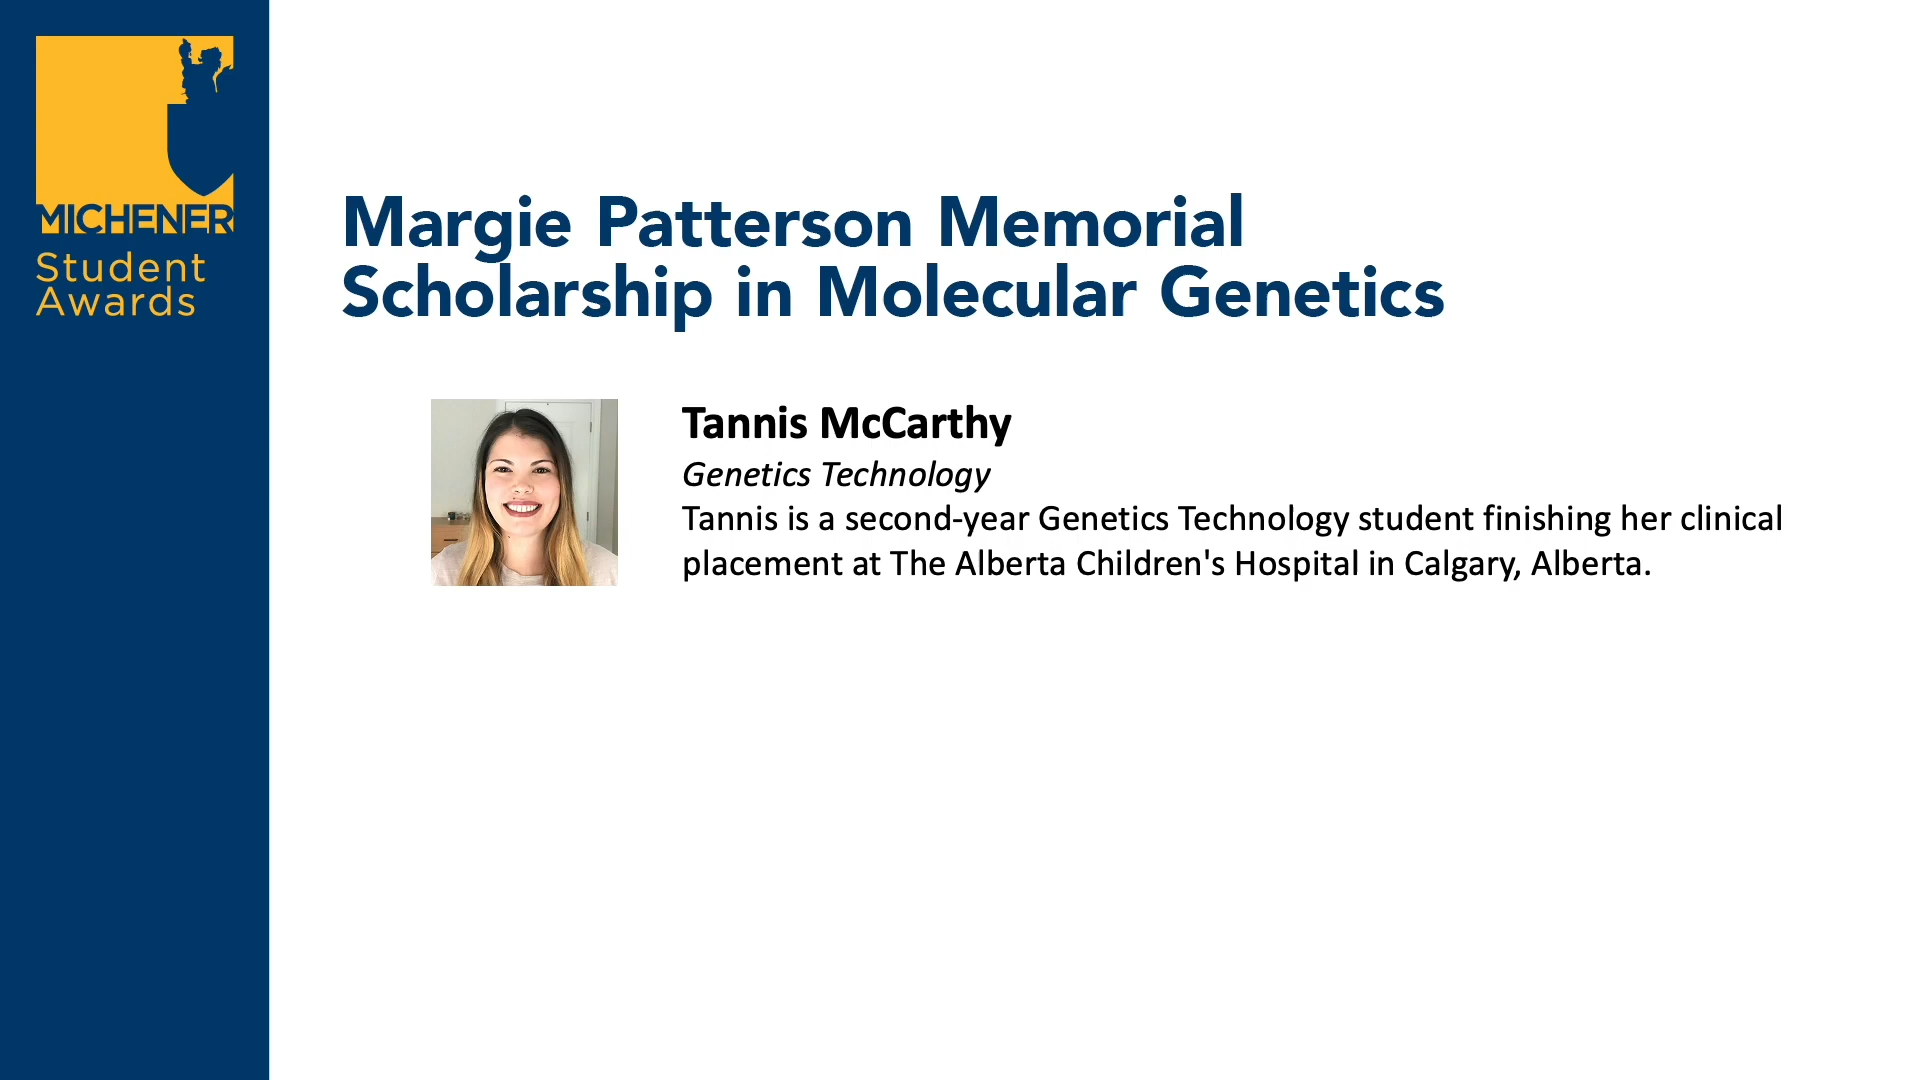 MICHENER
Student
Awards
Margie Patterson Memorial
Scholarship in Molecular Genetics
Tannis McCarthy
Genetics Technology
Tannis is a second-year Genetics Technology student finishing her clinical
placement at The Alberta Children's Hospital in Calgary, Alberta.